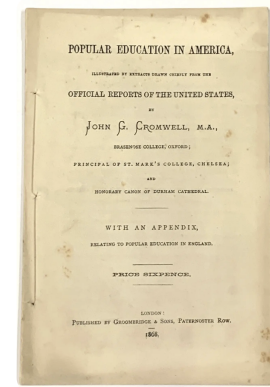 POPULAR EDUCATION IN AMERICA,
ILLUSTRATED BY EXTRACTS DRAWN CHIEFLY FROM THE
OFFICIAL REPORTS OF THE UNITED STATES,
BY
JOHN G. CROMWELL, M.A.,
BRASENOSE COLLEGE, OXFORD;
PRINCIPAL OF ST. MARK'S COLLEGE, CHELSEA;
AND
HONORARY CANON OF DURHAM CATHEDRAL.
WITH AN APPENDIX,
RELATING TO POPULAR EDUCATION IN ENGLAND.
PRICE SIXPENCE.
LONDON:
PUBLISHED BY GROOMBRIDGE & SONS, PATERNOSTER ROW.
1868.